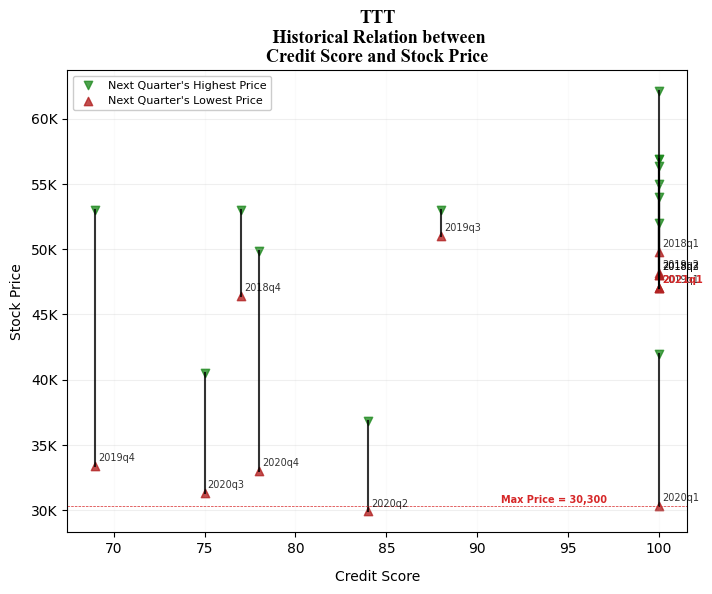 TTT
Historical Relation between
Credit Score and Stock Price
Next Quarter's Highest Price
Next Quarter's Lowest Price
60K
55K
50K
45K
40K
35K
30K
Stock Price
2018q1
2019q3
2018q4
2019q4
2020q4
2020q3
2020q2
2020q1
Max Price = 30,300
70
75
80
85
90
95
100
Credit Score